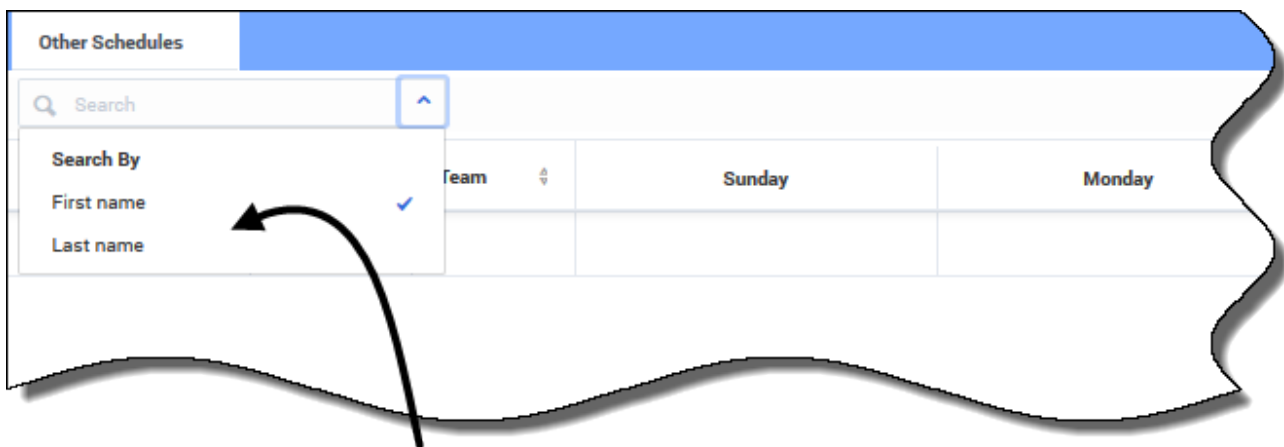 Other Schedules
Search
Search By
First name
Last name
Team
Sunday
Monday